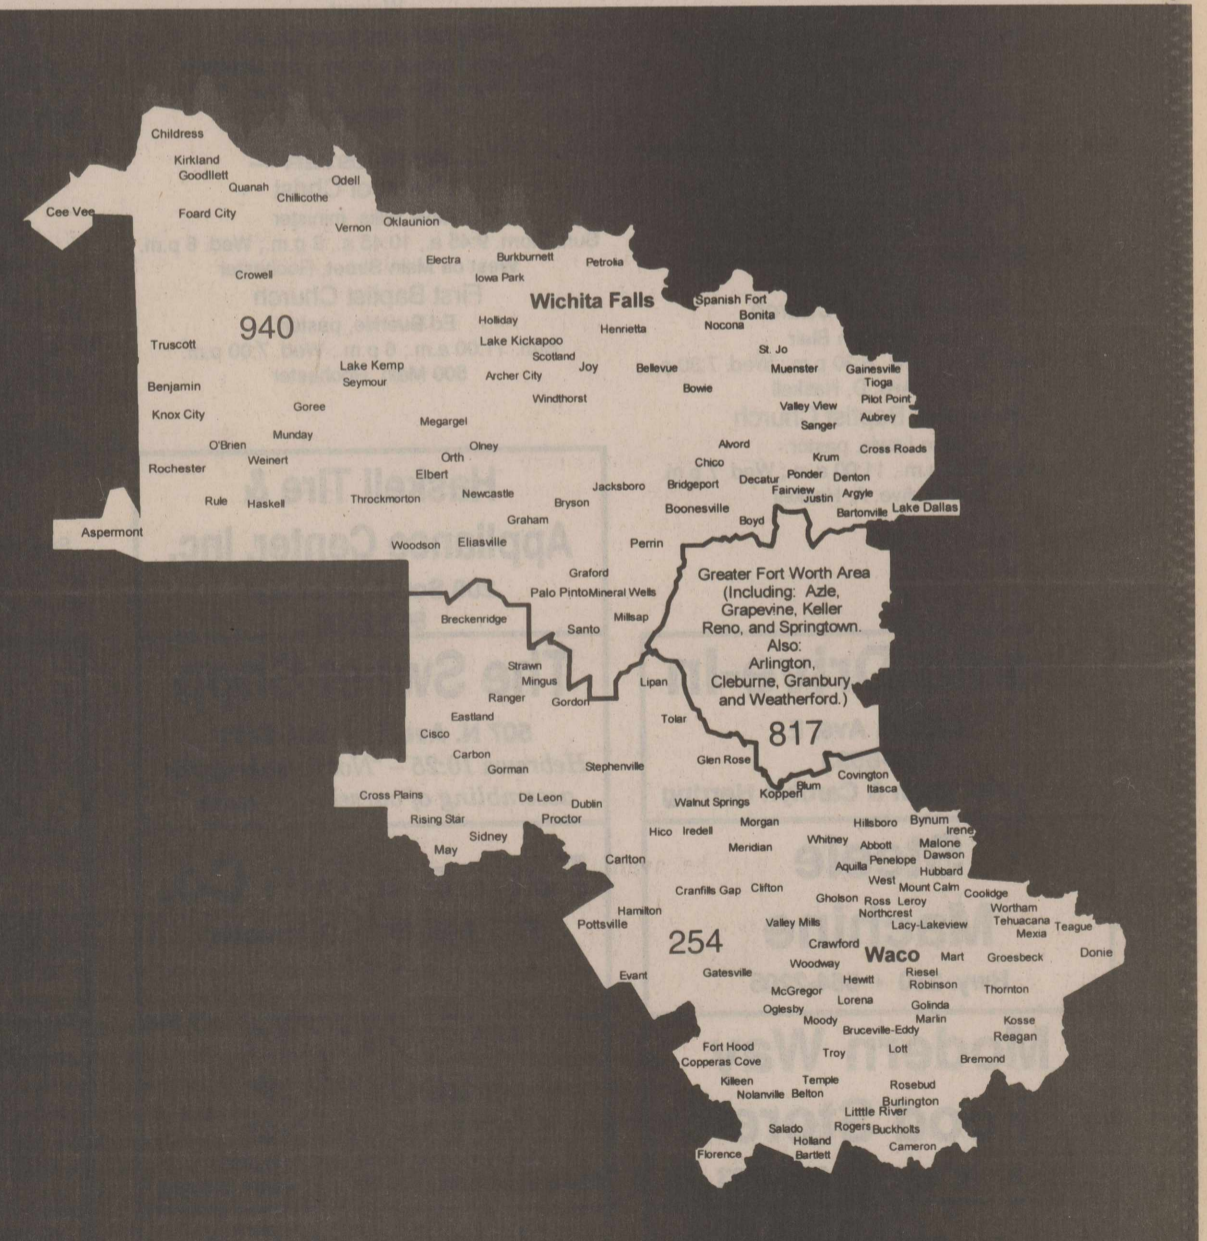 Childress
Kirkland
Goodllett
Quanah
Odell
Chillicothe
Cee Vee
Foard City
Vernon
Oklaunion
Electra
Burkburnett
Petrolia
Crowell
Iowa Park
Wichita Falls
Spanish Fort
Bonita
Nocona
940
Holliday
Henrietta
Truscott
Lake Kickapoo
St. Jo
Scotland
Lake Kemp
Joy
Bellevue
Muenster
Gainesville
Seymour
Archer City
Tioga
Benjamin
Bowie
Windthorst
Pilot Point
Knox City
Goree
Valley View
Aubrey
Megargel
Sanger
Munday
O'Brien
Olney
Alvord
Cross Roads
Weinert
Orth
Krum
Rochester
Chico
Elbert
Ponder
Denton
Decatur
Bridgeport
Jacksboro
Fairview
Justin
Argyle
Rule
Haskell
Throckmorton
Newcastle
Bryson
Boonesville
Bartonville
Lake Dallas
Graham
Boyd
Aspermont
Woodson
Eliasville
Perrin
Graford
Palo Pinto
Mineral Wells
Breckenridge
Millsap
Santo
Greater Fort Worth Area
(Including: Azle,
Grapevine, Keller
Reno, and Springtown.
Also:
Arlington,
Cleburne, Granbury
and Weatherford.)
817
Strawn
Mingus
Lipan
Ranger
Gordon
Eastland
Tolar
Cisco
Carbon
Gorman
Stephenville
Glen Rose
Covington
Blum
Itasca
Kopperl
Cross Plains
De Leon
Dublin
Walnut Springs
Rising Star
Proctor
Morgan
Hillsboro
Bynum
Irene
Sidney
Hico
Iredell
Whitney
Abbott
Malone
May
Meridian
Dawson
Penelope
Carlton
Aquilla
Hubbard
West
Mount Calm
Coolidge
Cranfills Gap
Clifton
Gholson
Ross
Leroy
Wortham
Hamilton
Northcrest
Pottsville
Valley Mills
Lacy-Lakeview
Tehuacana
Teague
Mexia
254
Crawford
Waco
Mart
Groesbeck
Donie
Woodway
Evant
Gatesville
Riesel
Hewitt
Robinson
Thornton
McGregor
Lorena
Golinda
Oglesby
Marlin
Kosse
Moody
Bruceville-Eddy
Reagan
Fort Hood
Troy
Lott
Copperas Cove
Bremond
Killeen
Temple
Rosebud
Nolanville
Belton
Burlington
Litttle River
Salado
Rogers
Buckholts
Holland
Cameron
Florence
Bartlett